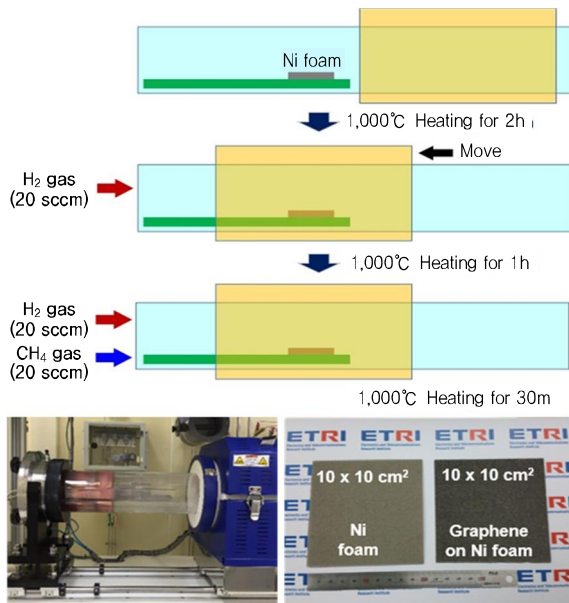 Ni foam
1,000℃ Heating for 2h
Move
H2 gas
(20 sccm)
1,000℃ Heating for 1h
H2 gas
(20 sccm)
CH4 gas
(20 sccm)
1,000℃ Heating for 30m
ETRI ETRI ETRI ETRI
10 x 10 cm2
10 x 10 cm2
Ni
foam
Graphene
on Ni foam